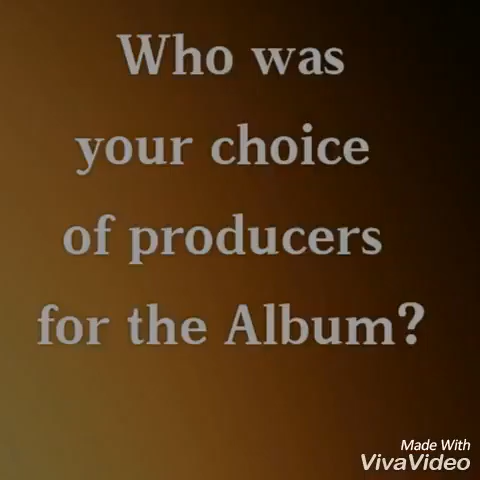 Who was
your choice
of producers
for the Album?
Made With
VivaVideo